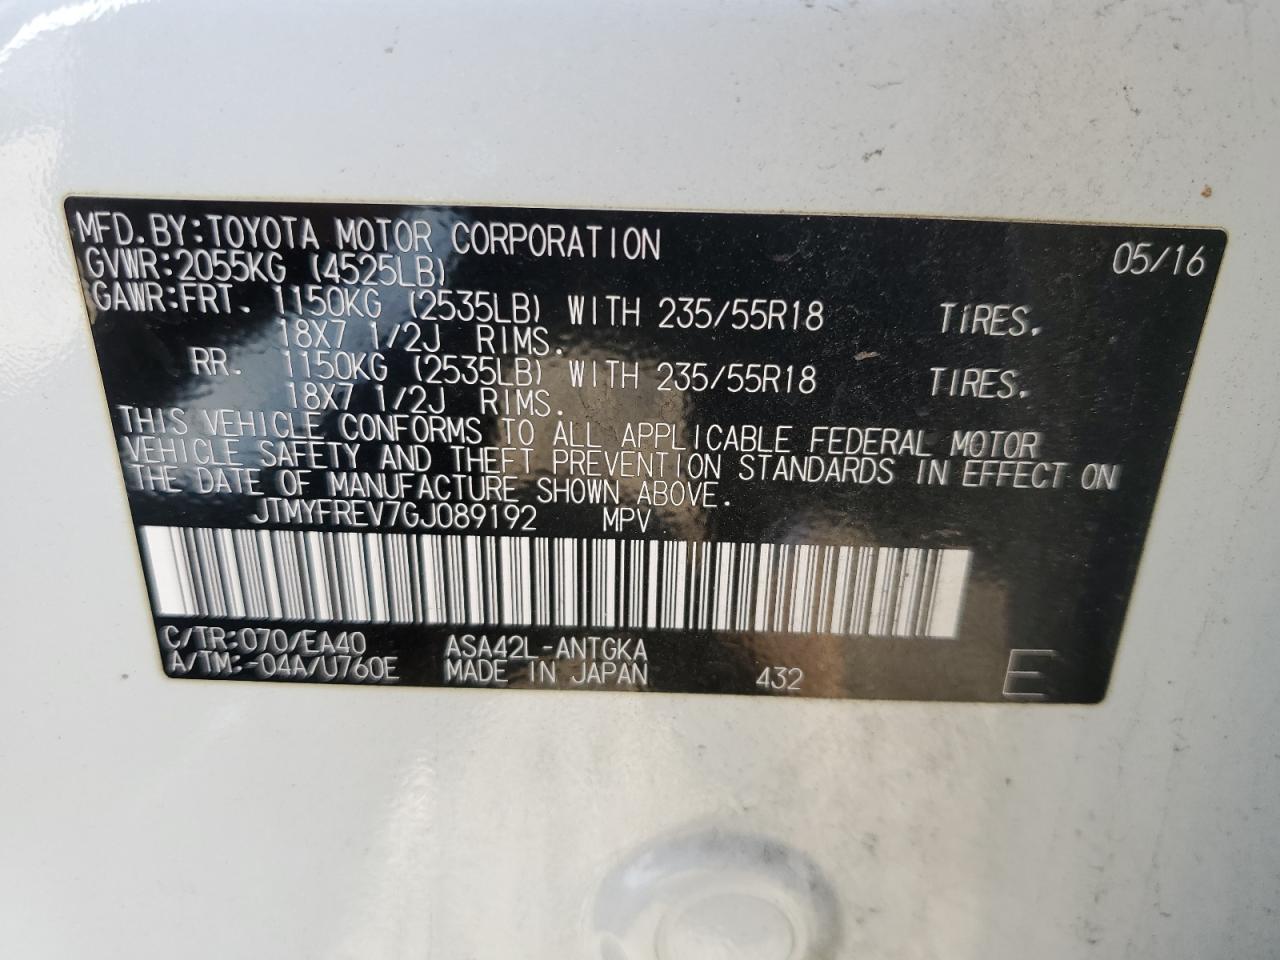 MFD.BY:TOYOTA MOTOR CORPORATION 05/16
GVWR:2055KG (4525LB)
GAWR:FRT. 1150KG (2535LB) WITH 235/55R18 TIRES.
18X7 1/2J RIMS.
RR. 1150KG (2535LB) WITH 235/55R18 TIRES.
18X7 1/2J RIMS.
THIS VEHICLE CONFORMS TO ALL APPLICABLE FEDERAL MOTOR
VEHICLE SAFETY AND THEFT PREVENTION STANDARDS IN EFFECT ON
THE DATE OF MANUFACTURE SHOWN ABOVE.
JTMYFREV7GJ089192 MPV
C/TR:070/EA40 ASA42L-ANTGKA
A/TM:-04A/U760E MADE IN JAPAN 432 E